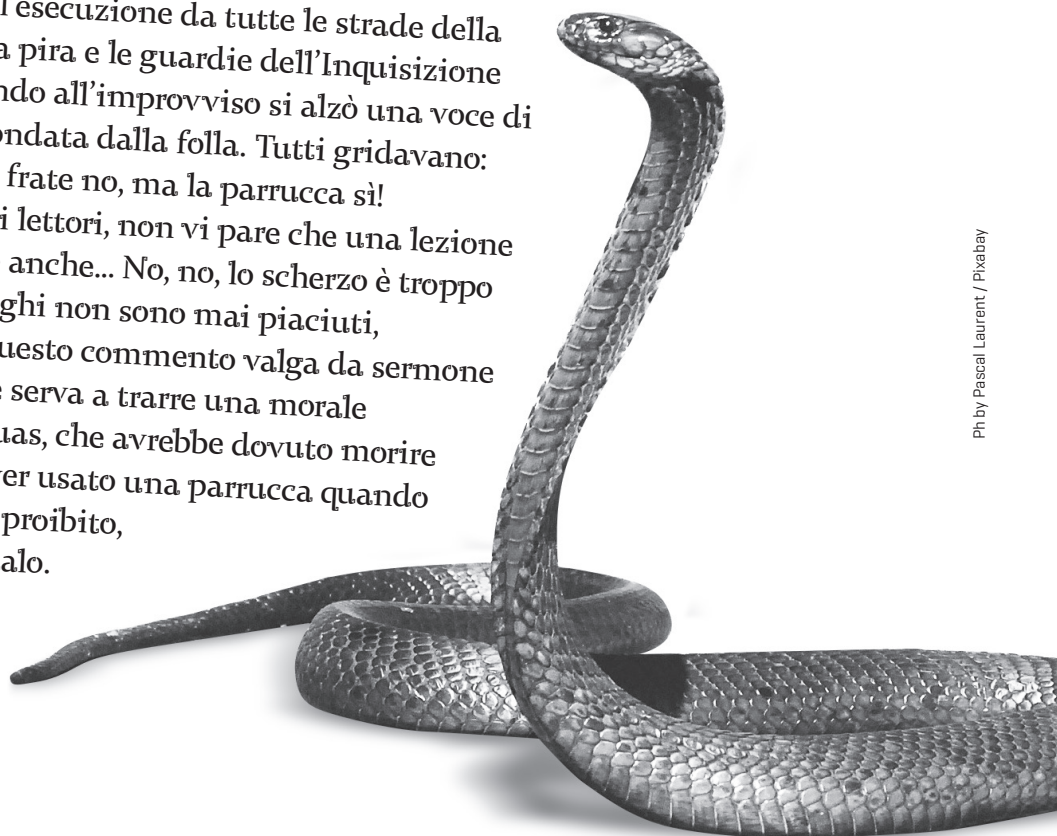 l'esecuzione da tutte le strade della
a pira e le guardie dell'Inquisizione
ndo all'improvviso si alzò una voce di
ondata dalla folla. Tutti gridavano:
frate no, ma la parrucca sì!
ri lettori, non vi pare che una lezione
anche... No, no, lo scherzo è troppo
ghi non sono mai piaciuti,
uesto commento valga da sermone
e serva a trarre una morale
uas, che avrebbe dovuto morire
ver usato una parrucca quando
proibito,
alo.
Ph by Pascal Laurent / Pixabay